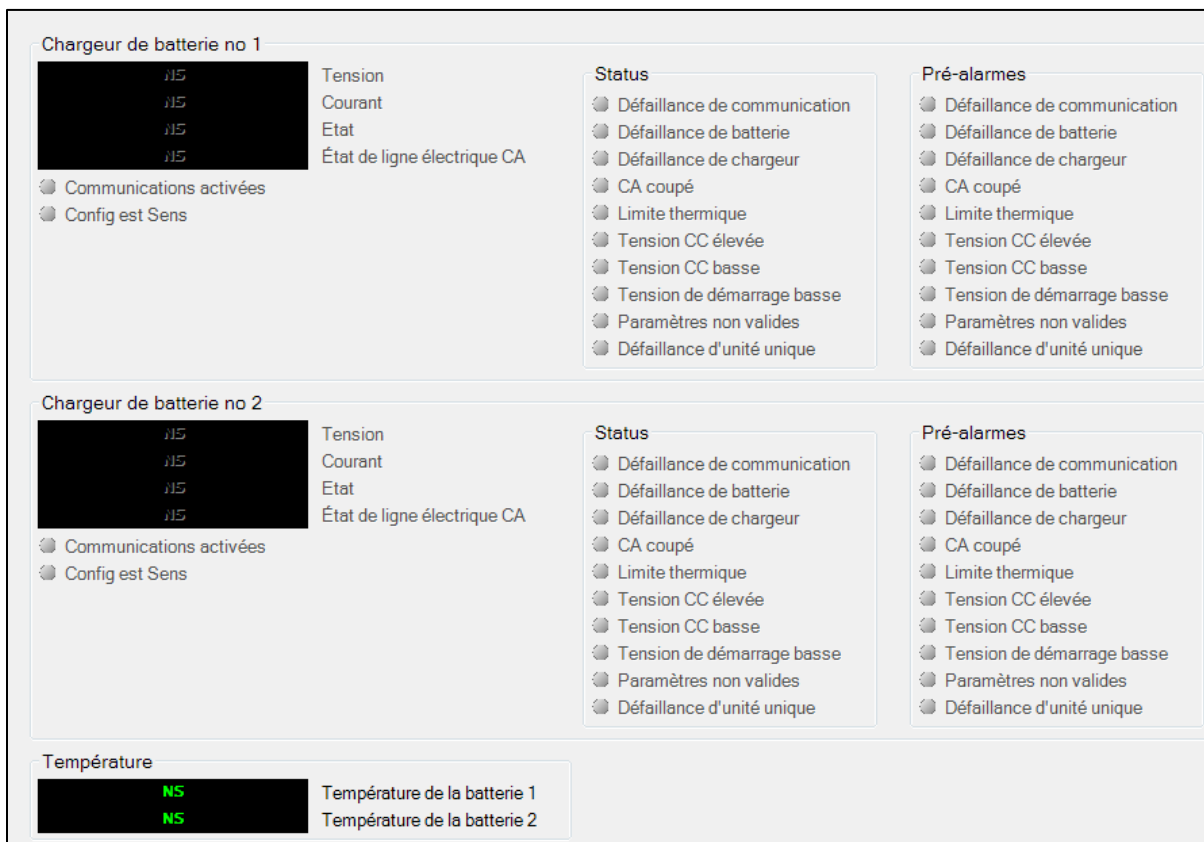 Chargeur de batterie no 1
NS Tension
NS Courant
NS Etat
NS État de ligne électrique CA
Communications activées
Config est Sens
Status
Défaillance de communication
Défaillance de batterie
Défaillance de chargeur
CA coupé
Limite thermique
Tension CC élevée
Tension CC basse
Tension de démarrage basse
Paramètres non valides
Défaillance d'unité unique
Pré-alarmes
Défaillance de communication
Défaillance de batterie
Défaillance de chargeur
CA coupé
Limite thermique
Tension CC élevée
Tension CC basse
Tension de démarrage basse
Paramètres non valides
Défaillance d'unité unique
Chargeur de batterie no 2
NS Tension
NS Courant
NS Etat
NS État de ligne électrique CA
Communications activées
Config est Sens
Status
Défaillance de communication
Défaillance de batterie
Défaillance de chargeur
CA coupé
Limite thermique
Tension CC élevée
Tension CC basse
Tension de démarrage basse
Paramètres non valides
Défaillance d'unité unique
Pré-alarmes
Défaillance de communication
Défaillance de batterie
Défaillance de chargeur
CA coupé
Limite thermique
Tension CC élevée
Tension CC basse
Tension de démarrage basse
Paramètres non valides
Défaillance d'unité unique
Température
NS Température de la batterie 1
NS Température de la batterie 2